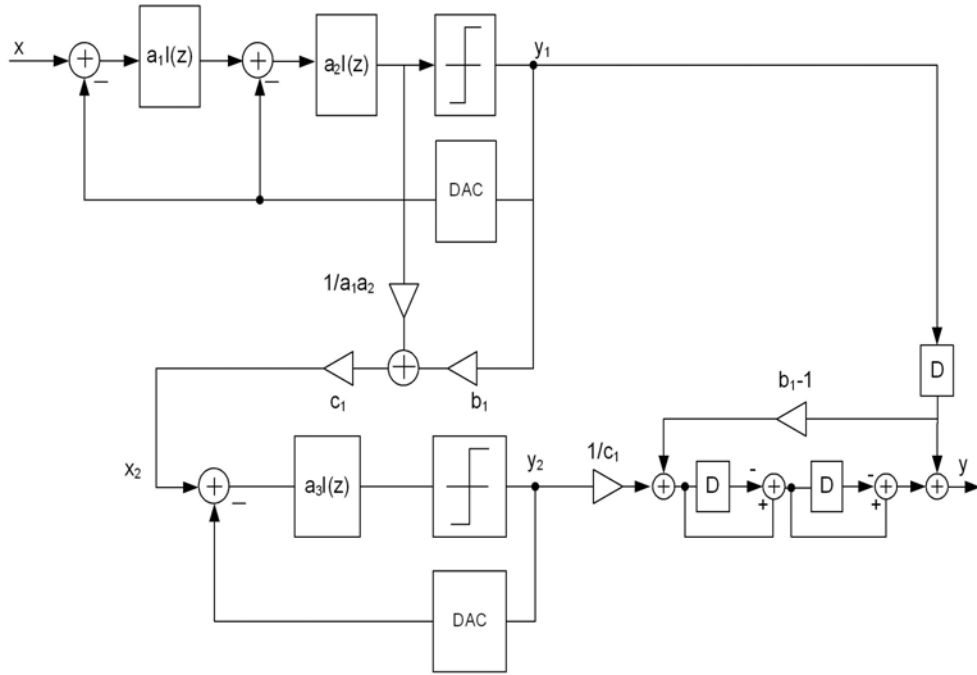 x
a₁I(z)
a₂I(z)
y₁
DAC
1/a₁a₂
c₁
b₁
D
b₁-1
x₂
a₃I(z)
y₂
1/c₁
D
D
y
DAC